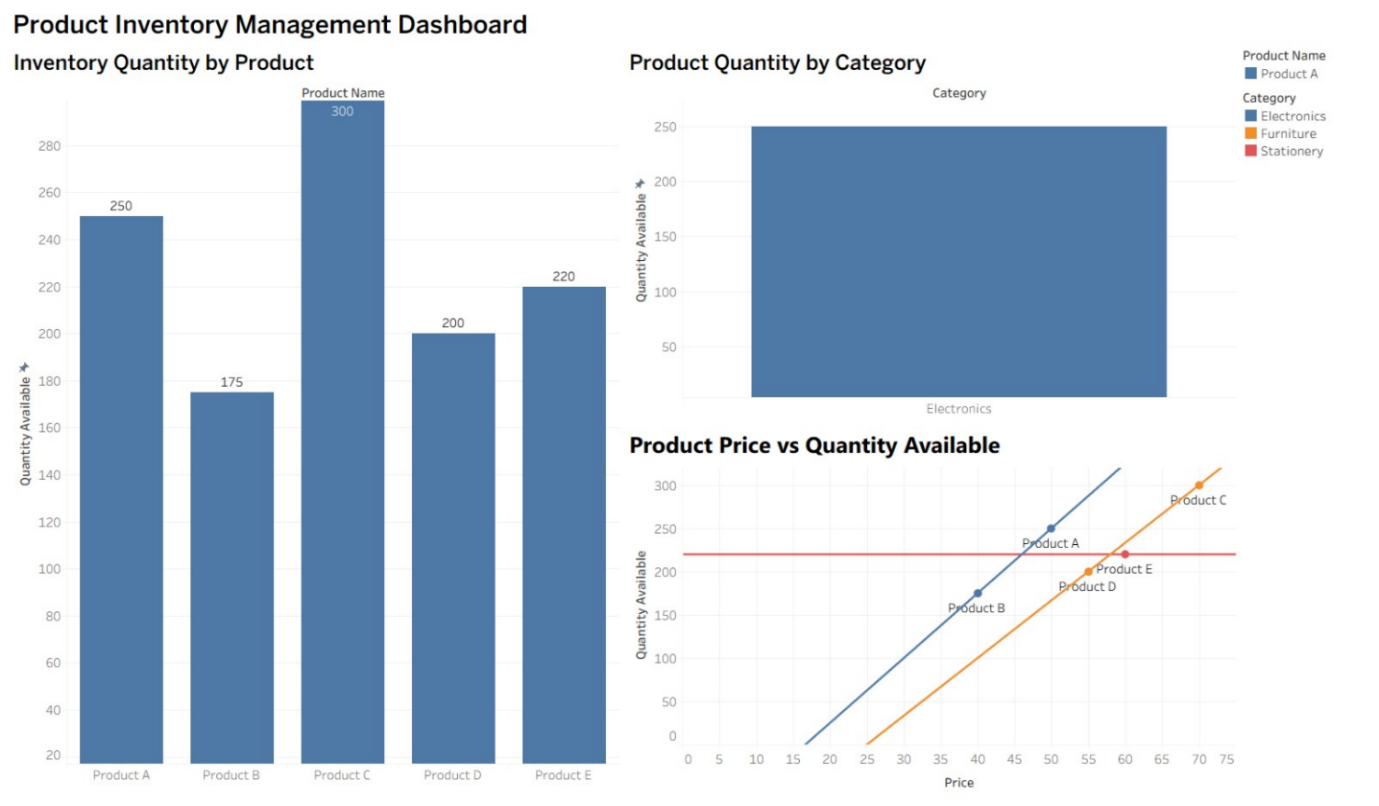 Product Inventory Management Dashboard
Inventory Quantity by Product
Product Name
300
280
260
240
220
200
180
160
140
120
100
80
60
40
20
Quantity Available
250
175
200
220
Product A
Product B
Product C
Product D
Product E
Product Quantity by Category
Category
250
200
150
100
50
Quantity Available
Electronics
Product Name
Product A
Category
Electronics
Furniture
Stationery
Product Price vs Quantity Available
300
250
200
150
100
50
0
Quantity Available
Product C
Product A
Product E
Product D
Product B
0 5 10 15 20 25 30 35 40 45 50 55 60 65 70 75
Price